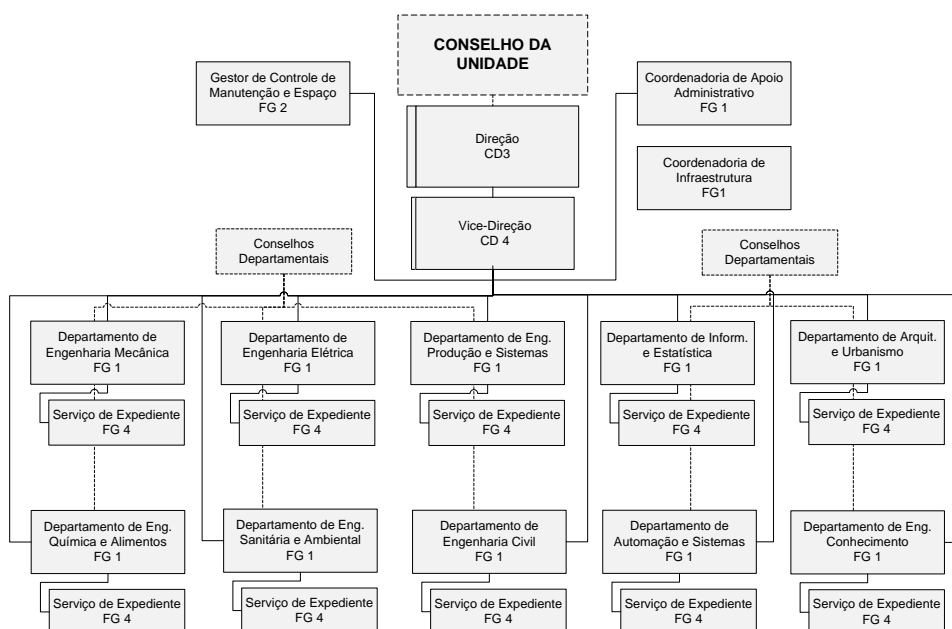 CONSELHO DA
UNIDADE
Gestor de Controle de
Manutenção e Espaço
FG 2
Coordenadoria de Apoio
Administrativo
FG 1
Direção
CD3
Coordenadoria de
Infraestrutura
FG1
Vice-Direção
CD 4
Conselhos
Departamentais
Conselhos
Departamentais
Departamento de
Engenharia Mecânica
FG 1
Departamento de
Engenharia Elétrica
FG 1
Departamento de Eng.
Produção e Sistemas
FG 1
Departamento de Inform.
e Estatística
FG 1
Departamento de Arquit.
e Urbanismo
FG 1
Serviço de Expediente
FG 4
Serviço de Expediente
FG 4
Serviço de Expediente
FG 4
Serviço de Expediente
FG 4
Serviço de Expediente
FG 4
Departamento de Eng.
Química e Alimentos
FG 1
Departamento de Eng.
Sanitária e Ambiental
FG 1
Departamento de
Engenharia Civil
FG 1
Departamento de
Automação e Sistemas
FG 1
Departamento de Eng.
Conhecimento
FG 1
Serviço de Expediente
FG 4
Serviço de Expediente
FG 4
Serviço de Expediente
FG 4
Serviço de Expediente
FG 4
Serviço de Expediente
FG 4